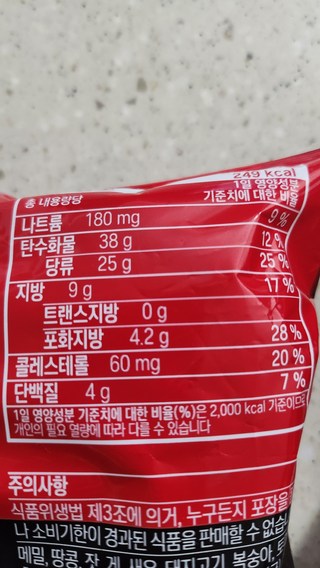 249 kcal
총 내용량당 1일 영양성분
기준치에 대한 비율
나트륨 180 mg 9 %
탄수화물 38 g 12 %
당류 25 g 25 %
지방 9 g 17 %
트랜스지방 0 g
포화지방 4.2 g 28 %
콜레스테롤 60 mg 20 %
단백질 4 g 7 %
1일 영양성분 기준치에 대한 비율(%)은 2,000 kcal 기준이므로
개인의 필요 열량에 따라 다를 수 있습니다
주의사항
식품위생법 제3조에 의거, 누구든지 포장을
나 소비기한이 경과된 식품을 판매할 수 없습
메밀, 땅콩, 잣, 게, 새우, 돼지고기, 복숭아,